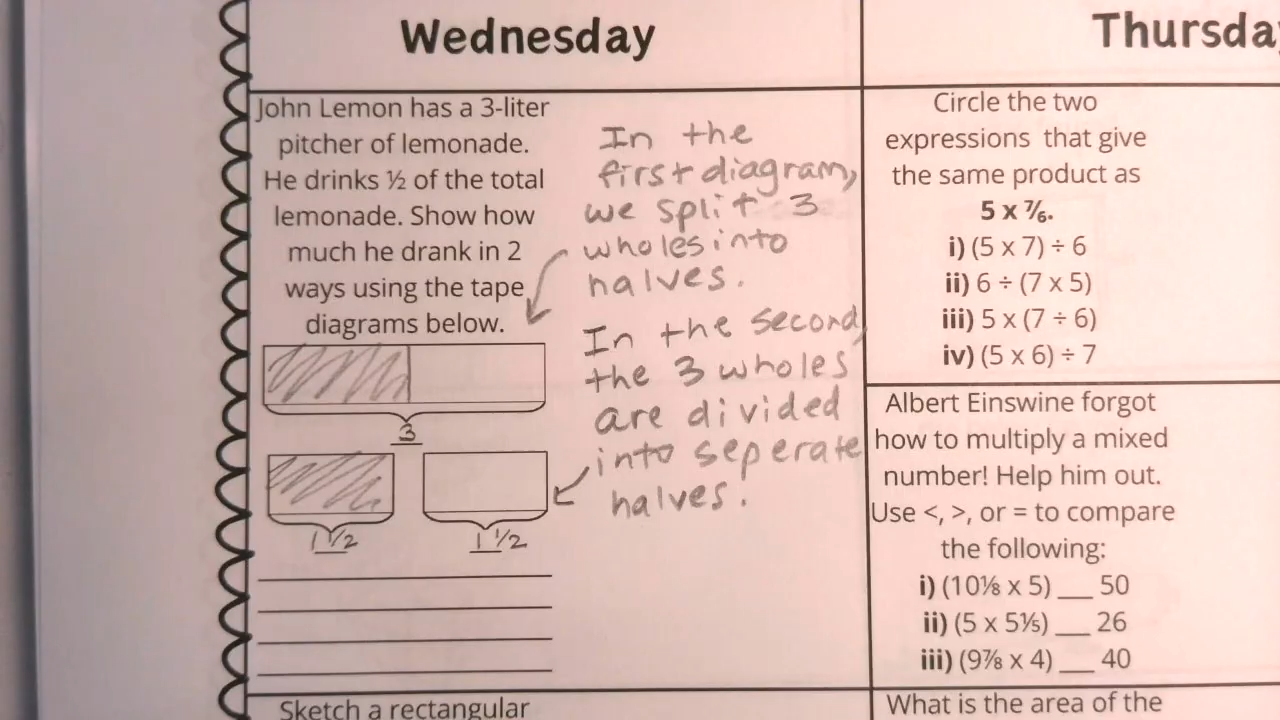 Wednesday
John Lemon has a 3-liter
pitcher of lemonade.
He drinks ½ of the total
lemonade. Show how
much he drank in 2
ways using the tape
diagrams below.
3
1 1/2
1 1/2
In the
first diagram,
we split 3
wholes into
halves.
In the second,
the 3 wholes
are divided
into seperate
halves.
Sketch a rectangular
Thursday
Circle the two
expressions that give
the same product as
5 x ⅞.
i) (5 x 7) ÷ 6
ii) 6 ÷ (7 x 5)
iii) 5 x (7 ÷ 6)
iv) (5 x 6) ÷ 7
Albert Einswine forgot
how to multiply a mixed
number! Help him out.
Use <, >, or = to compare
the following:
i) (10⅛ x 5) ___ 50
ii) (5 x 5⅕) ___ 26
iii) (9⅞ x 4) ___ 40
What is the area of the